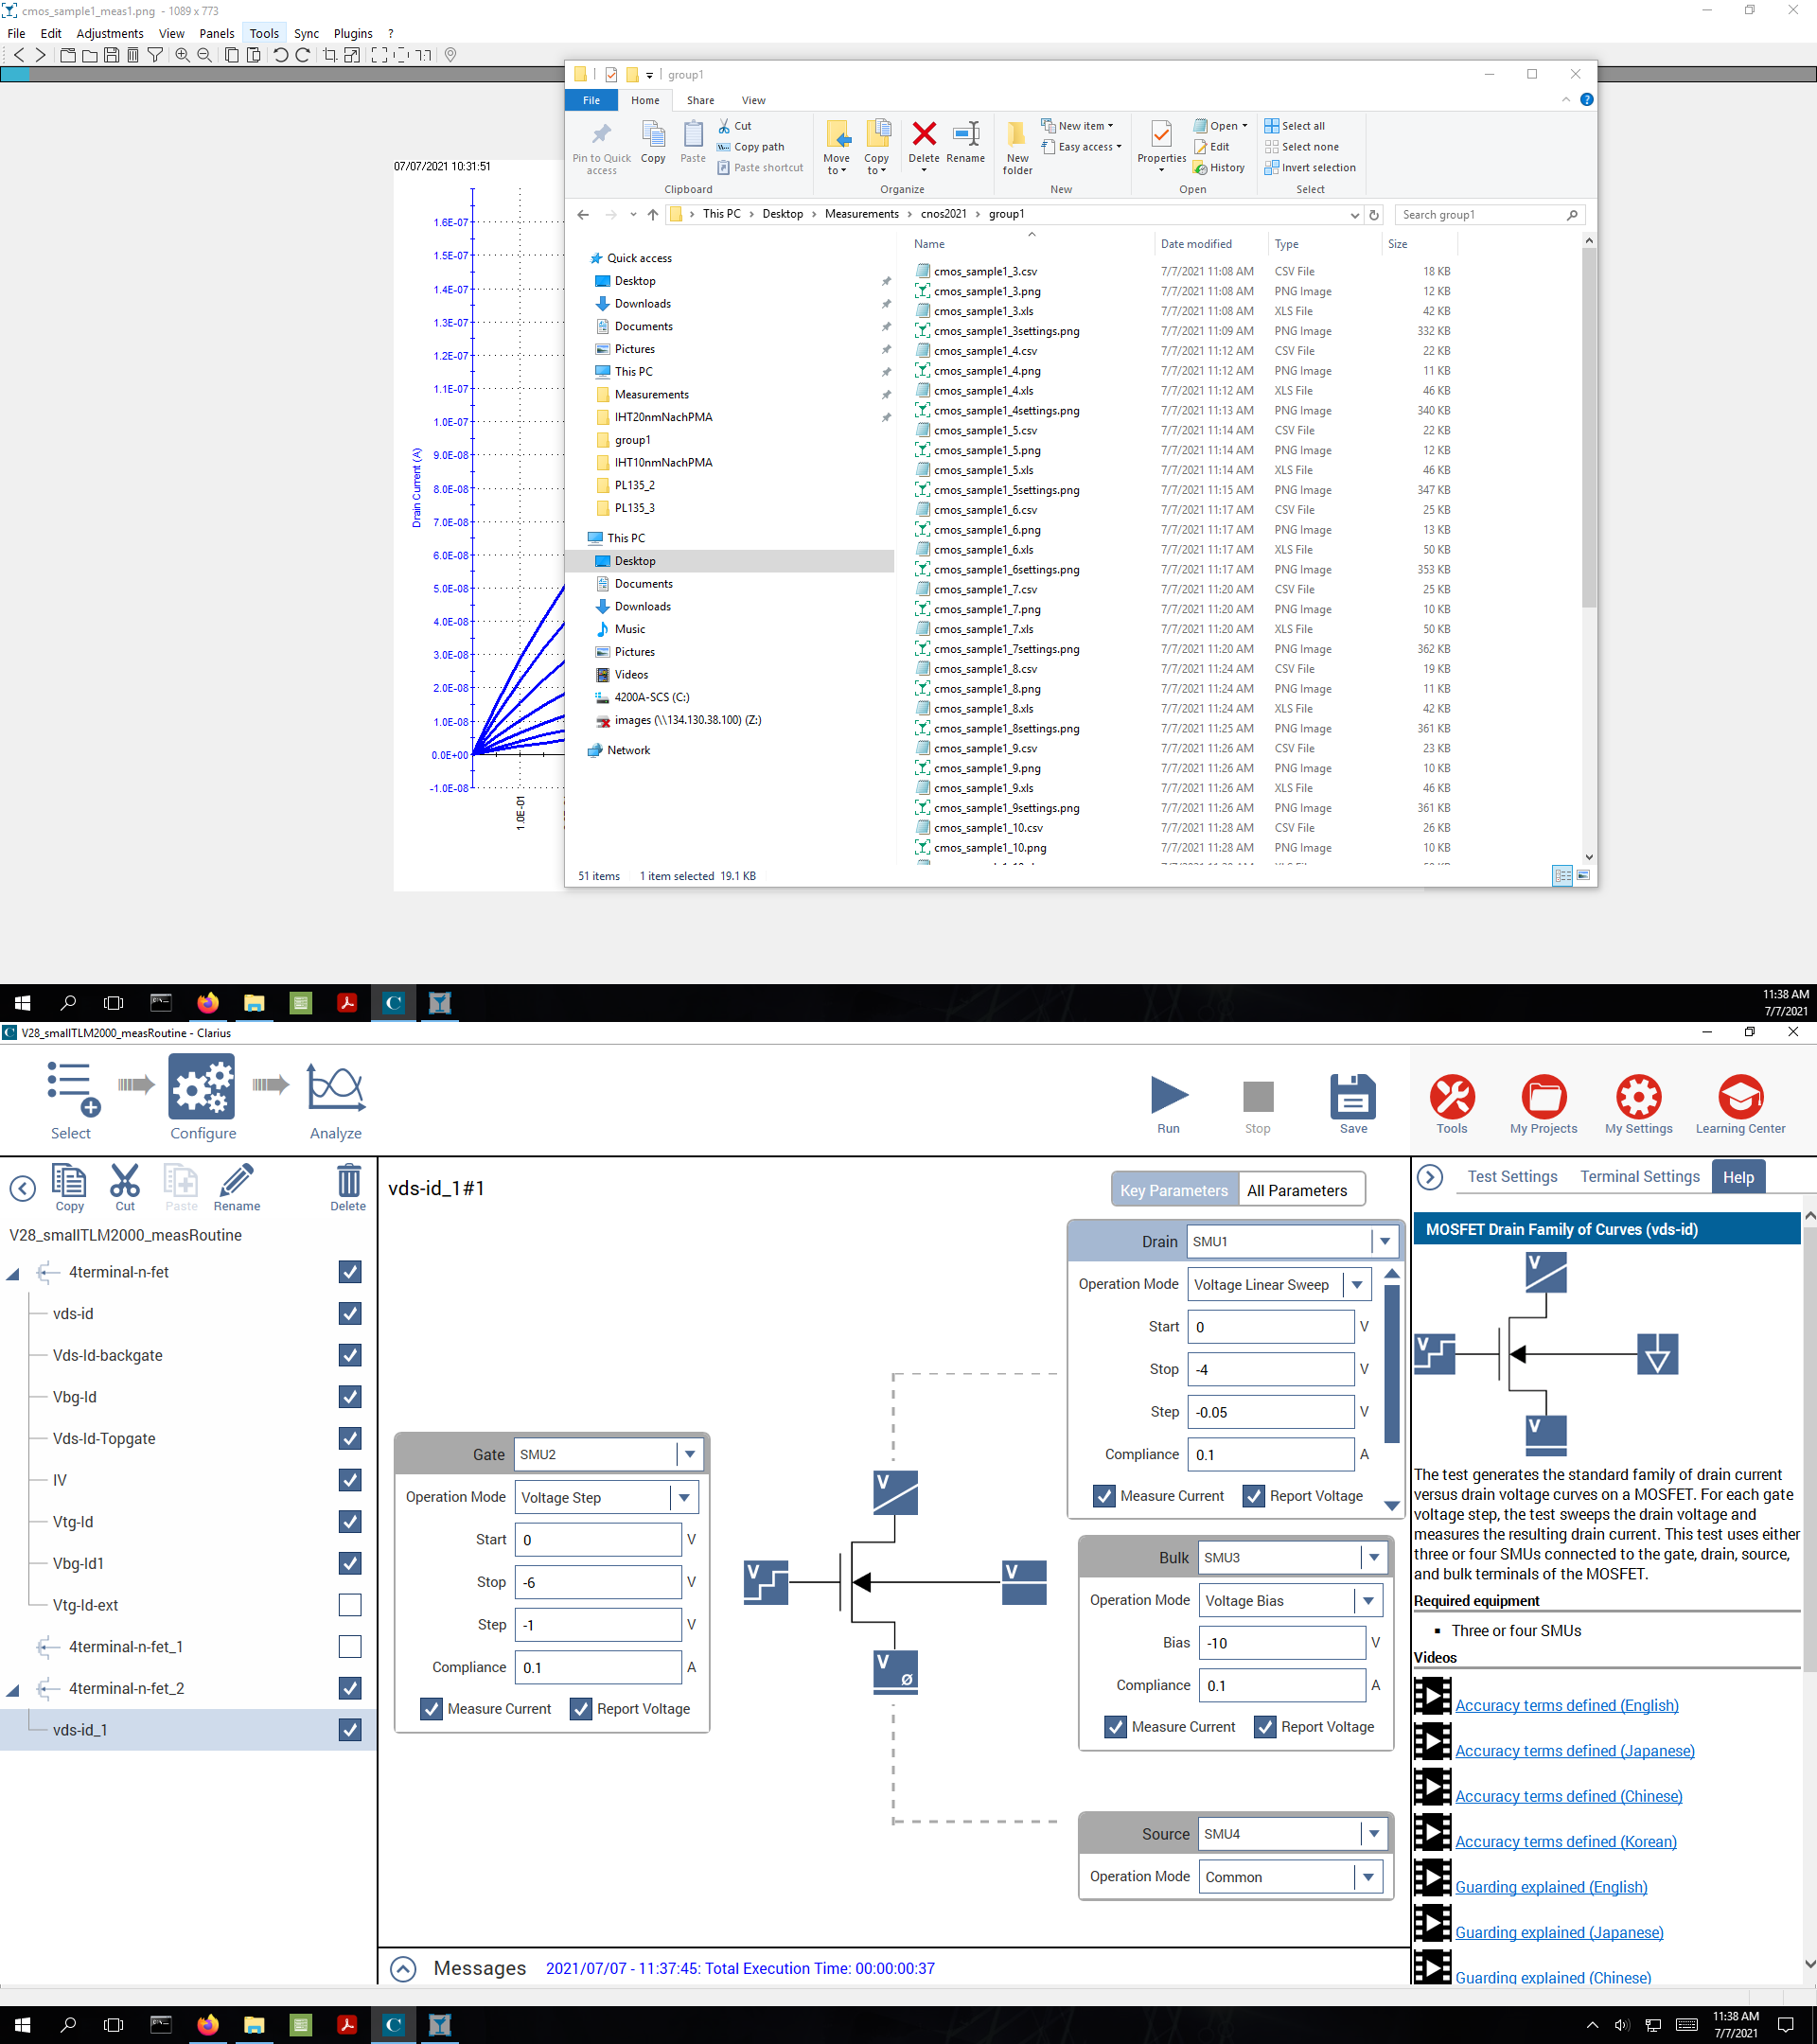 cmos_sample1_meas1.png - 1089 x 773
File Edit Adjustments View Panels Tools Sync Plugins ?
07/07/2021 10:31:51
1.6E-07
1.5E-07
1.4E-07
1.3E-07
1.2E-07
1.1E-07
1.0E-07
9.0E-08
8.0E-08
7.0E-08
6.0E-08
5.0E-08
4.0E-08
3.0E-08
2.0E-08
1.0E-08
0.0E+00
-1.0E-08
Drain Current (A)
1.0E-01
group1
File Home Share View
Pin to Quick access
Copy
Paste
Cut
Copy path
Paste shortcut
Clipboard
Move to
Copy to
Delete
Rename
Organize
New folder
New item
Easy access
New
Properties
Open
Edit
History
Open
Select all
Select none
Invert selection
Select
This PC > Desktop > Measurements > cnos2021 > group1
Search group1
Quick access
Desktop
Downloads
Documents
Pictures
This PC
Measurements
IHT20nmNachPMA
group1
IHT10nmNachPMA
PL135_2
PL135_3
This PC
Desktop
Documents
Downloads
Music
Pictures
Videos
4200A-SCS (C:)
images (\\134.130.38.100) (Z:)
Network
Name Date modified Type Size
cmos_sample1_3.csv 7/7/2021 11:08 AM CSV File 18 KB
cmos_sample1_3.png 7/7/2021 11:08 AM PNG Image 12 KB
cmos_sample1_3.xls 7/7/2021 11:08 AM XLS File 42 KB
cmos_sample1_3settings.png 7/7/2021 11:09 AM PNG Image 332 KB
cmos_sample1_4.csv 7/7/2021 11:12 AM CSV File 22 KB
cmos_sample1_4.png 7/7/2021 11:12 AM PNG Image 11 KB
cmos_sample1_4.xls 7/7/2021 11:12 AM XLS File 46 KB
cmos_sample1_4settings.png 7/7/2021 11:13 AM PNG Image 340 KB
cmos_sample1_5.csv 7/7/2021 11:14 AM CSV File 22 KB
cmos_sample1_5.png 7/7/2021 11:14 AM PNG Image 12 KB
cmos_sample1_5.xls 7/7/2021 11:14 AM XLS File 46 KB
cmos_sample1_5settings.png 7/7/2021 11:15 AM PNG Image 347 KB
cmos_sample1_6.csv 7/7/2021 11:17 AM CSV File 25 KB
cmos_sample1_6.png 7/7/2021 11:17 AM PNG Image 13 KB
cmos_sample1_6.xls 7/7/2021 11:17 AM XLS File 50 KB
cmos_sample1_6settings.png 7/7/2021 11:17 AM PNG Image 353 KB
cmos_sample1_7.csv 7/7/2021 11:20 AM CSV File 25 KB
cmos_sample1_7.png 7/7/2021 11:20 AM PNG Image 10 KB
cmos_sample1_7.xls 7/7/2021 11:20 AM XLS File 50 KB
cmos_sample1_7settings.png 7/7/2021 11:20 AM PNG Image 362 KB
cmos_sample1_8.csv 7/7/2021 11:24 AM CSV File 19 KB
cmos_sample1_8.png 7/7/2021 11:24 AM PNG Image 11 KB
cmos_sample1_8.xls 7/7/2021 11:24 AM XLS File 42 KB
cmos_sample1_8settings.png 7/7/2021 11:25 AM PNG Image 361 KB
cmos_sample1_9.csv 7/7/2021 11:26 AM CSV File 23 KB
cmos_sample1_9.png 7/7/2021 11:26 AM PNG Image 10 KB
cmos_sample1_9.xls 7/7/2021 11:26 AM XLS File 46 KB
cmos_sample1_9settings.png 7/7/2021 11:26 AM PNG Image 361 KB
cmos_sample1_10.csv 7/7/2021 11:28 AM CSV File 26 KB
cmos_sample1_10.png 7/7/2021 11:28 AM PNG Image 10 KB
51 items 1 item selected 19.1 KB
11:38 AM
7/7/2021
V28_smallTLM2000_measRoutine - Clarius
Select
Configure
Analyze
Run
Stop
Save
Tools
My Projects
My Settings
Learning Center
Copy
Cut
Paste
Rename
Delete
V28_smallTLM2000_measRoutine
4terminal-n-fet
vds-id
Vds-Id-backgate
Vbg-Id
Vds-Id-Topgate
IV
Vtg-Id
Vbg-Id1
Vtg-Id-ext
4terminal-n-fet_1
4terminal-n-fet_2
vds-id_1
vds-id_1#1
Key Parameters All Parameters
Gate SMU2
Operation Mode Voltage Step
Start 0 V
Stop -6 V
Step -1 V
Compliance 0.1 A
Measure Current Report Voltage
V
V
V
V
Ø
Drain SMU1
Operation Mode Voltage Linear Sweep
Start 0 V
Stop -4 V
Step -0.05 V
Compliance 0.1 A
Measure Current Report Voltage
Bulk SMU3
Operation Mode Voltage Bias
Bias -10 V
Compliance 0.1 A
Measure Current Report Voltage
Source SMU4
Operation Mode Common
Messages 2021/07/07 - 11:37:45: Total Execution Time: 00:00:00:37
Test Settings Terminal Settings Help
MOSFET Drain Family of Curves (vds-id)
V
V
V
The test generates the standard family of drain current
versus drain voltage curves on a MOSFET. For each gate
voltage step, the test sweeps the drain voltage and
measures the resulting drain current. This test uses either
three or four SMUs connected to the gate, drain, source,
and bulk terminals of the MOSFET.
Required equipment
▪ Three or four SMUs
Videos
Accuracy terms defined (English)
Accuracy terms defined (Japanese)
Accuracy terms defined (Chinese)
Accuracy terms defined (Korean)
Guarding explained (English)
Guarding explained (Japanese)
Guarding explained (Chinese)
11:38 AM
7/7/2021